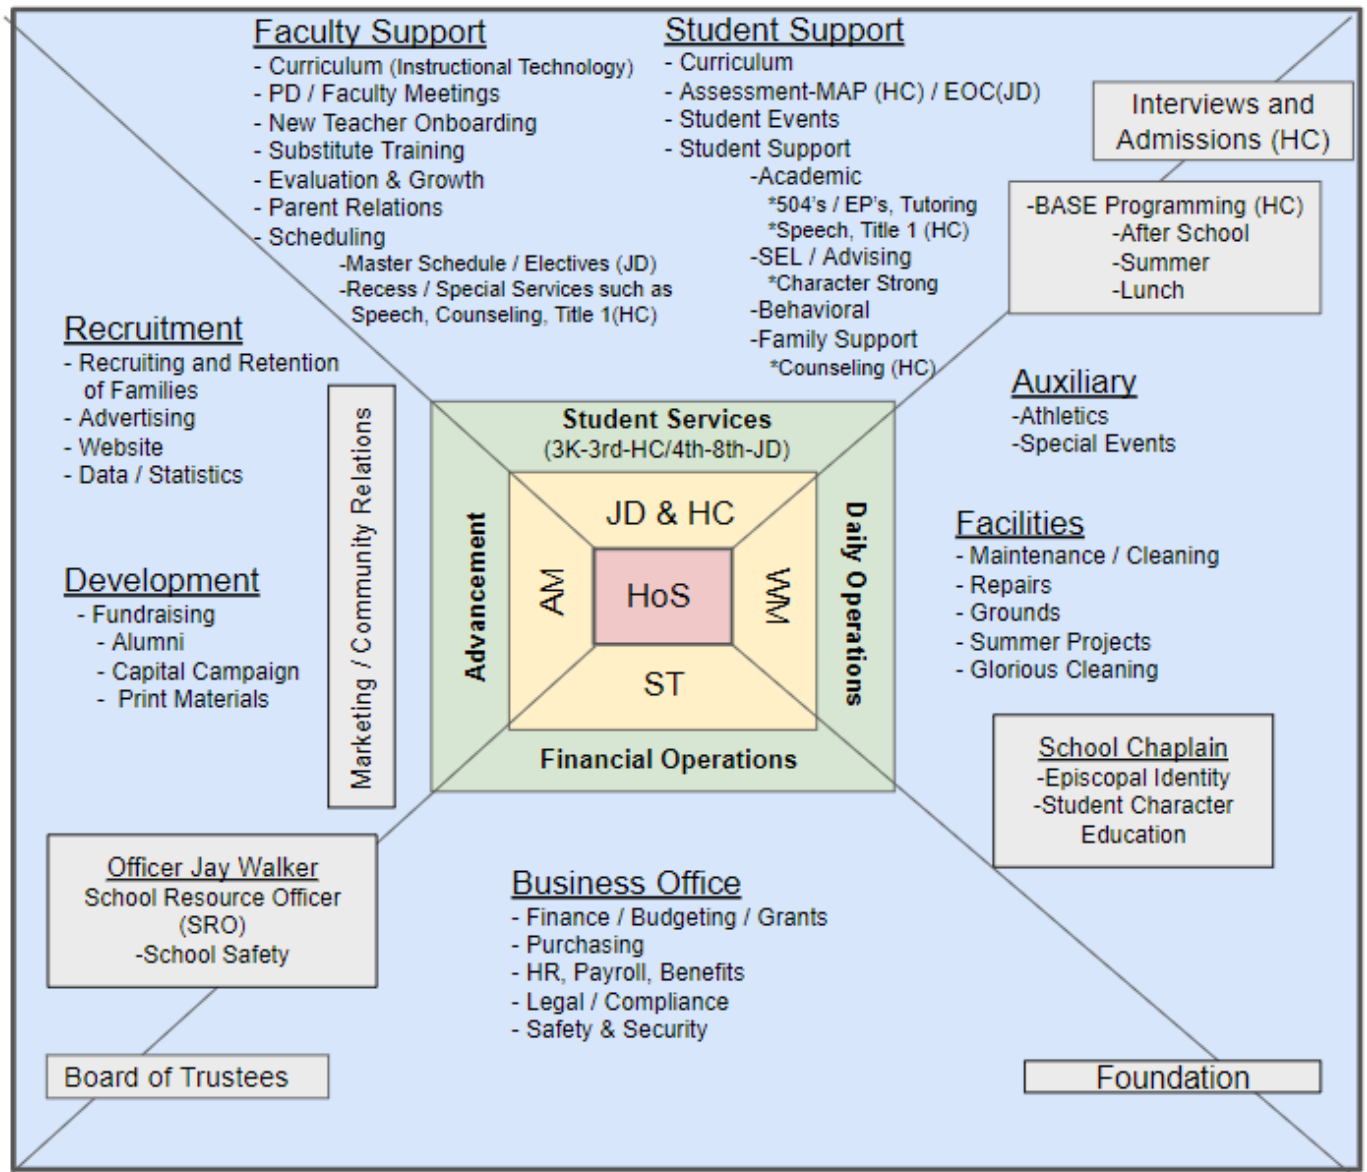 Faculty Support
- Curriculum (Instructional Technology)
- PD / Faculty Meetings
- New Teacher Onboarding
- Substitute Training
- Evaluation & Growth
- Parent Relations
- Scheduling
-Master Schedule / Electives (JD)
-Recess / Special Services such as
Speech, Counseling, Title 1(HC)
Student Support
- Curriculum
- Assessment-MAP (HC) / EOC(JD)
- Student Events
- Student Support
-Academic
*504's / EP's, Tutoring
*Speech, Title 1 (HC)
-SEL / Advising
*Character Strong
-Behavioral
-Family Support
*Counseling (HC)
Interviews and
Admissions (HC)
-BASE Programming (HC)
-After School
-Summer
-Lunch
Recruitment
- Recruiting and Retention
of Families
- Advertising
- Website
- Data / Statistics
Development
- Fundraising
- Alumni
- Capital Campaign
- Print Materials
Marketing / Community Relations
Student Services
(3K-3rd-HC/4th-8th-JD)
Advancement
JD & HC
AM
HoS
WM
ST
Daily Operations
Financial Operations
Auxiliary
-Athletics
-Special Events
Facilities
- Maintenance / Cleaning
- Repairs
- Grounds
- Summer Projects
- Glorious Cleaning
School Chaplain
-Episcopal Identity
-Student Character
Education
Officer Jay Walker
School Resource Officer
(SRO)
-School Safety
Business Office
- Finance / Budgeting / Grants
- Purchasing
- HR, Payroll, Benefits
- Legal / Compliance
- Safety & Security
Board of Trustees
Foundation